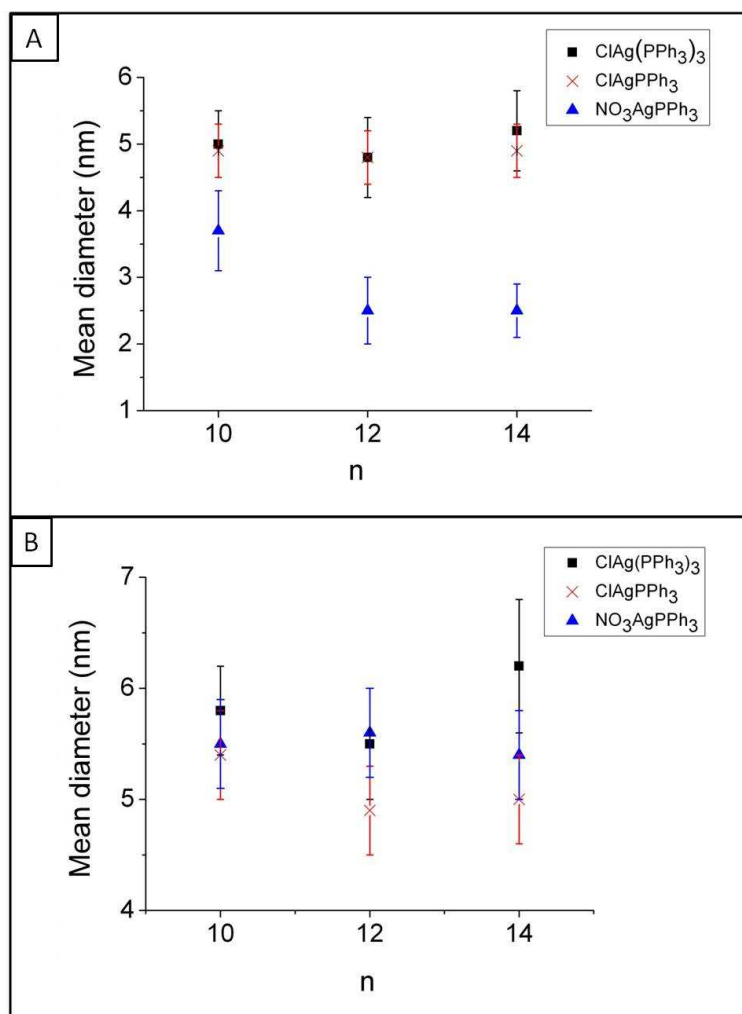 A
ClAg(PPh3)3
ClAgPPh3
NO3AgPPh3
6
5
4
3
2
1
Mean diameter (nm)
10 12 14
n
B
ClAg(PPh3)3
ClAgPPh3
NO3AgPPh3
7
6
5
4
Mean diameter (nm)
10 12 14
n